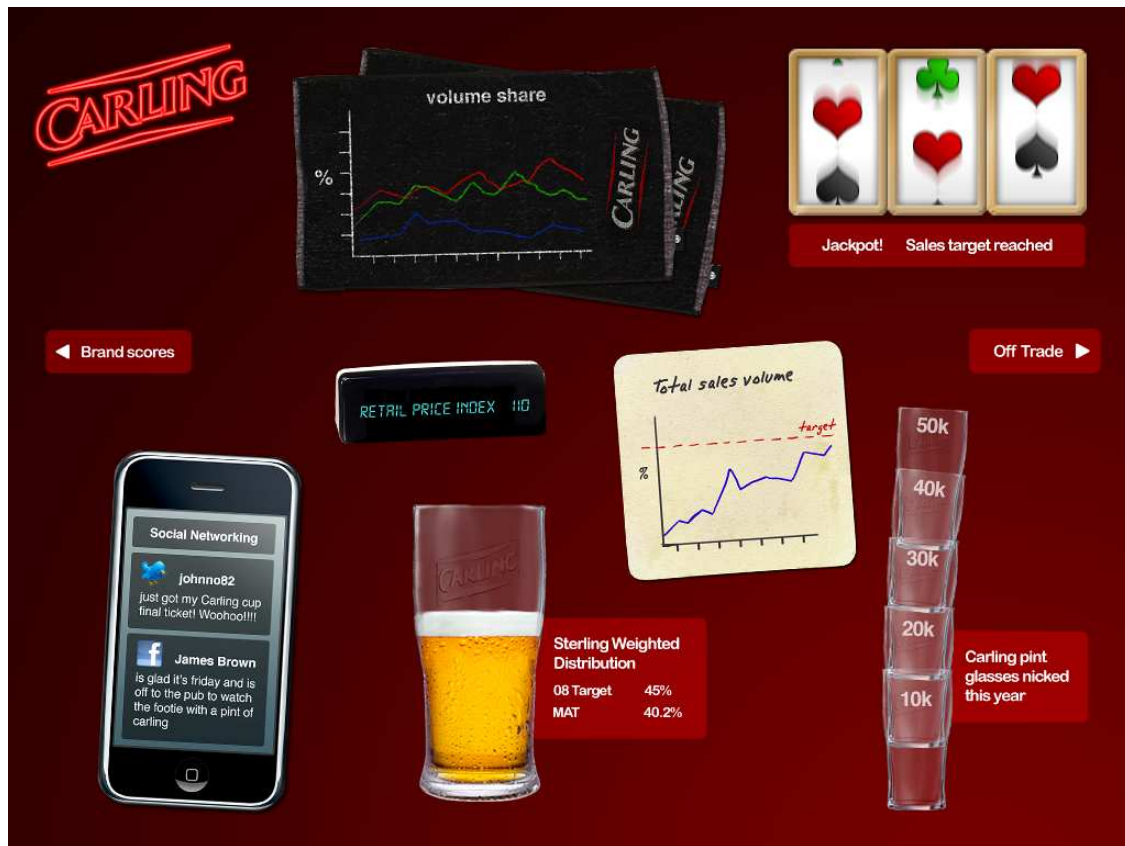 CARLING
volume share
%
CARLING
Jackpot! Sales target reached
Brand scores
Off Trade
RETAIL PRICE INDEX 110
Total sales volume
target
%
50k
40k
30k
20k
10k
Carling pint
glasses nicked
this year
Social Networking
johnno82
just got my Carling cup
final ticket! Woohoo!!!!
James Brown
is glad it's friday and is
off to the pub to watch
the footie with a pint of
carling
CARLING
Sterling Weighted
Distribution
08 Target 45%
MAT 40.2%